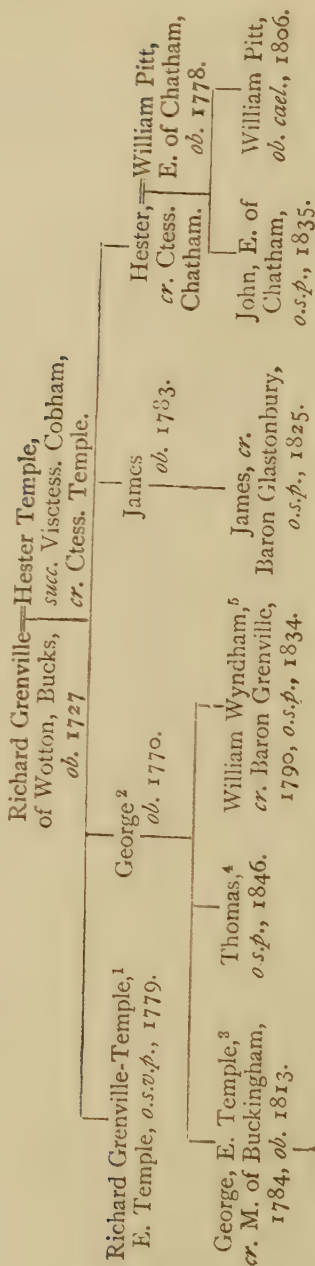 Richard Grenville=Hester Temple,
of Wotton, Bucks, succ. Visctess. Cobham,
ob. 1727 cr. Ctess. Temple.
Richard Grenville-Temple,¹
E. Temple, o.s.v.p., 1779.
George ²
ob. 1770.
James
ob. 1783.
Hester,=William Pitt,
cr. Ctess. E. of Chatham,
Chatham. ob. 1778.
George, E. Temple,³
cr. M. of Buckingham,
1784, ob. 1813.
Thomas,⁴
o.s.p., 1846.
William Wyndham,⁵
cr. Baron Grenville,
1790, o.s.p., 1834.
James, cr.
Baron Glastonbury,
o.s.p., 1825.
John, E. of
Chatham,
o.s.p., 1835.
William Pitt,
ob. cael., 1806.